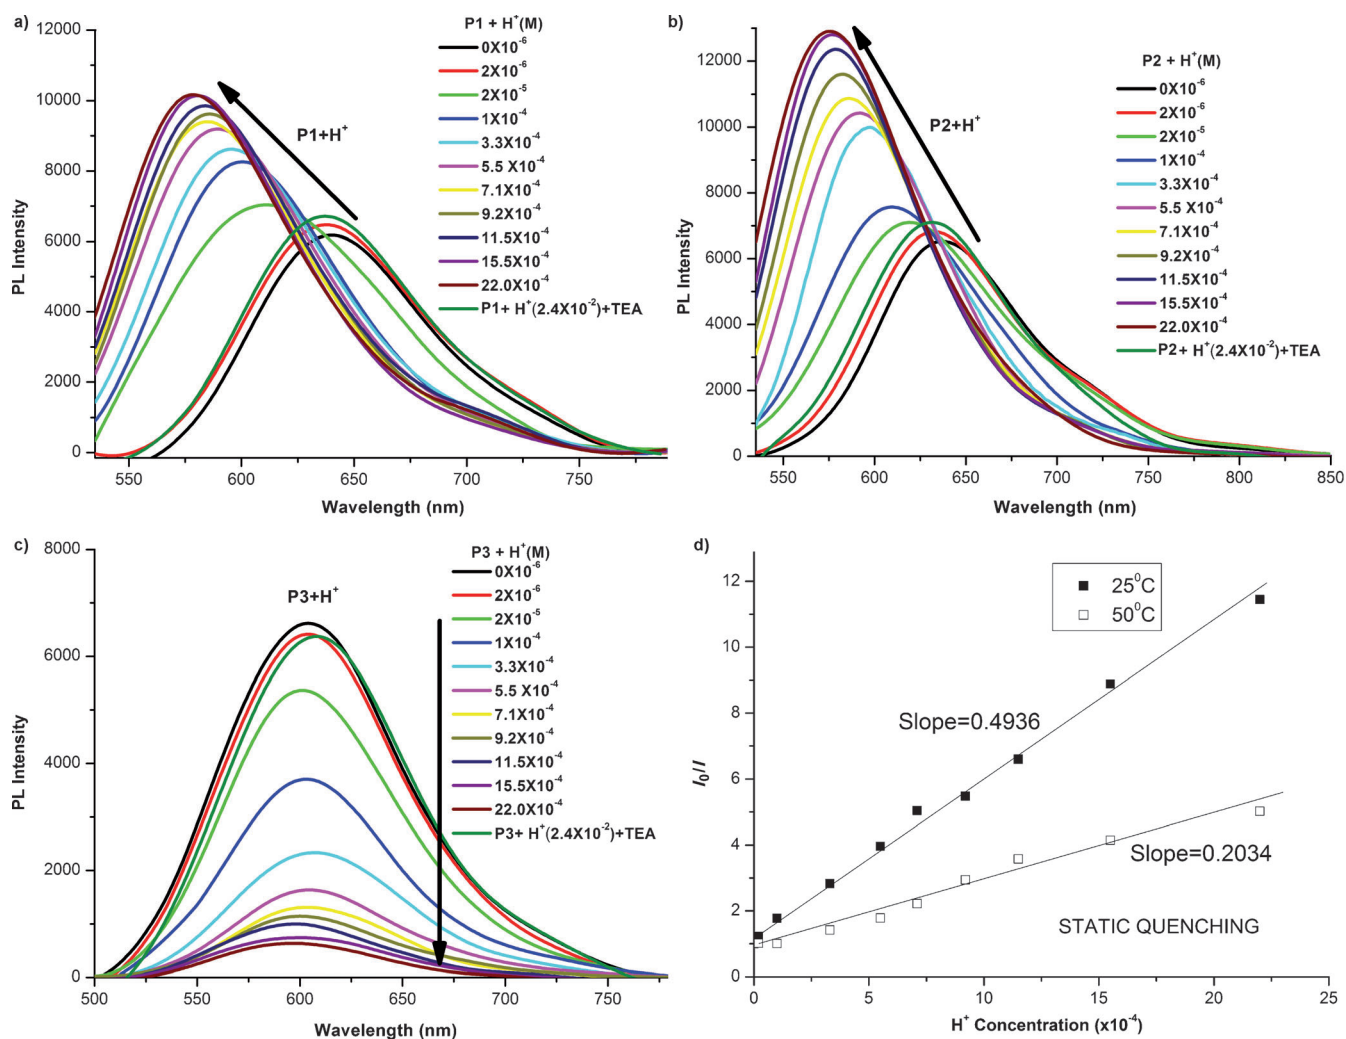 a)
P1 + H⁺(M)
0X10⁻⁶
2X10⁻⁶
2X10⁻⁵
1X10⁻⁴
3.3X10⁻⁴
5.5 X10⁻⁴
7.1X10⁻⁴
9.2X10⁻⁴
11.5X10⁻⁴
15.5X10⁻⁴
22.0X10⁻⁴
P1+ H⁺(2.4X10⁻²)+TEA
P1+H⁺
12000
10000
8000
6000
4000
2000
0
PL Intensity
550 600 650 700 750
Wavelength (nm)
b)
P2 + H⁺(M)
0X10⁻⁶
2X10⁻⁶
2X10⁻⁵
1X10⁻⁴
3.3X10⁻⁴
5.5 X10⁻⁴
7.1X10⁻⁴
9.2X10⁻⁴
11.5X10⁻⁴
15.5X10⁻⁴
22.0X10⁻⁴
P2+ H⁺(2.4X10⁻²)+TEA
P2+H⁺
12000
10000
8000
6000
4000
2000
0
PL Intensity
550 600 650 700 750 800 850
Wavelength (nm)
c)
P3 + H⁺(M)
0X10⁻⁶
2X10⁻⁶
2X10⁻⁵
1X10⁻⁴
3.3X10⁻⁴
5.5 X10⁻⁴
7.1X10⁻⁴
9.2X10⁻⁴
11.5X10⁻⁴
15.5X10⁻⁴
22.0X10⁻⁴
P3+ H⁺(2.4X10⁻²)+TEA
P3+H⁺
8000
6000
4000
2000
0
PL Intensity
500 550 600 650 700 750
Wavelength (nm)
d)
25⁰C
50⁰C
12
10
8
6
4
2
0
I₀/I
Slope=0.4936
Slope=0.2034
STATIC QUENCHING
0 5 10 15 20 25
H⁺ Concentration (x10⁻⁴)